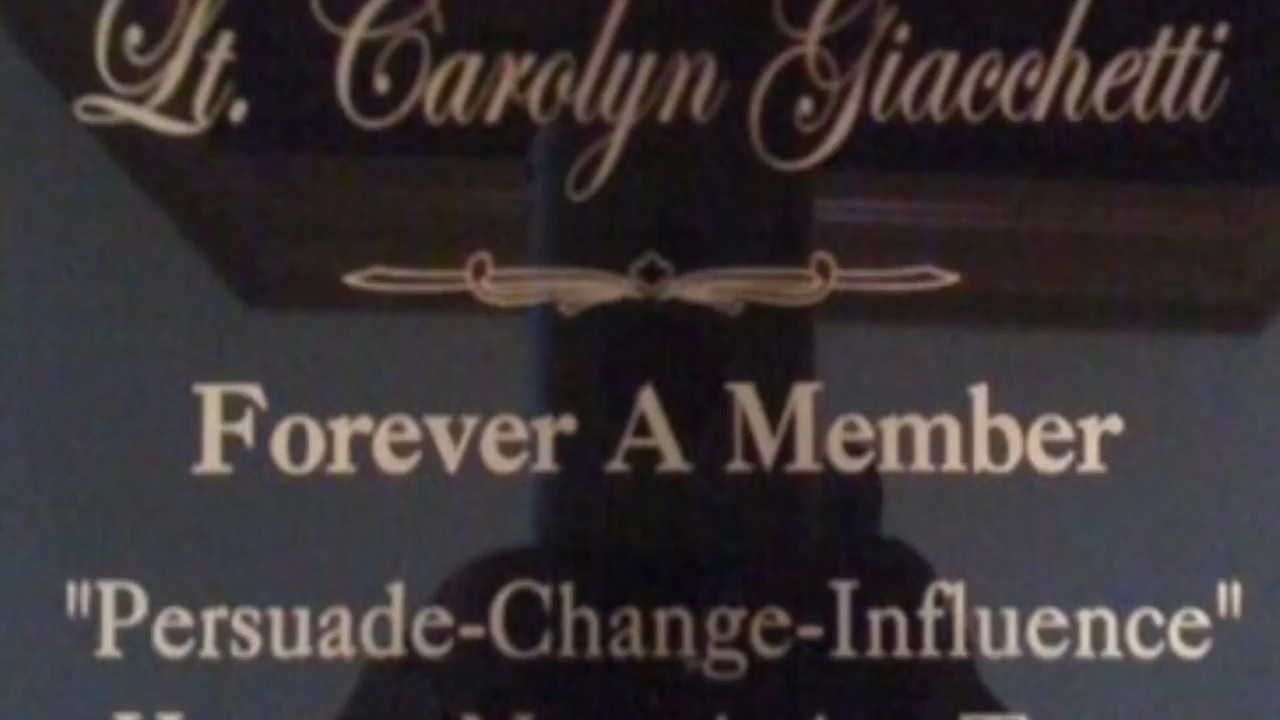 Lt. Carolyn Giacchetti
Forever A Member
"Persuade-Change-Influence"